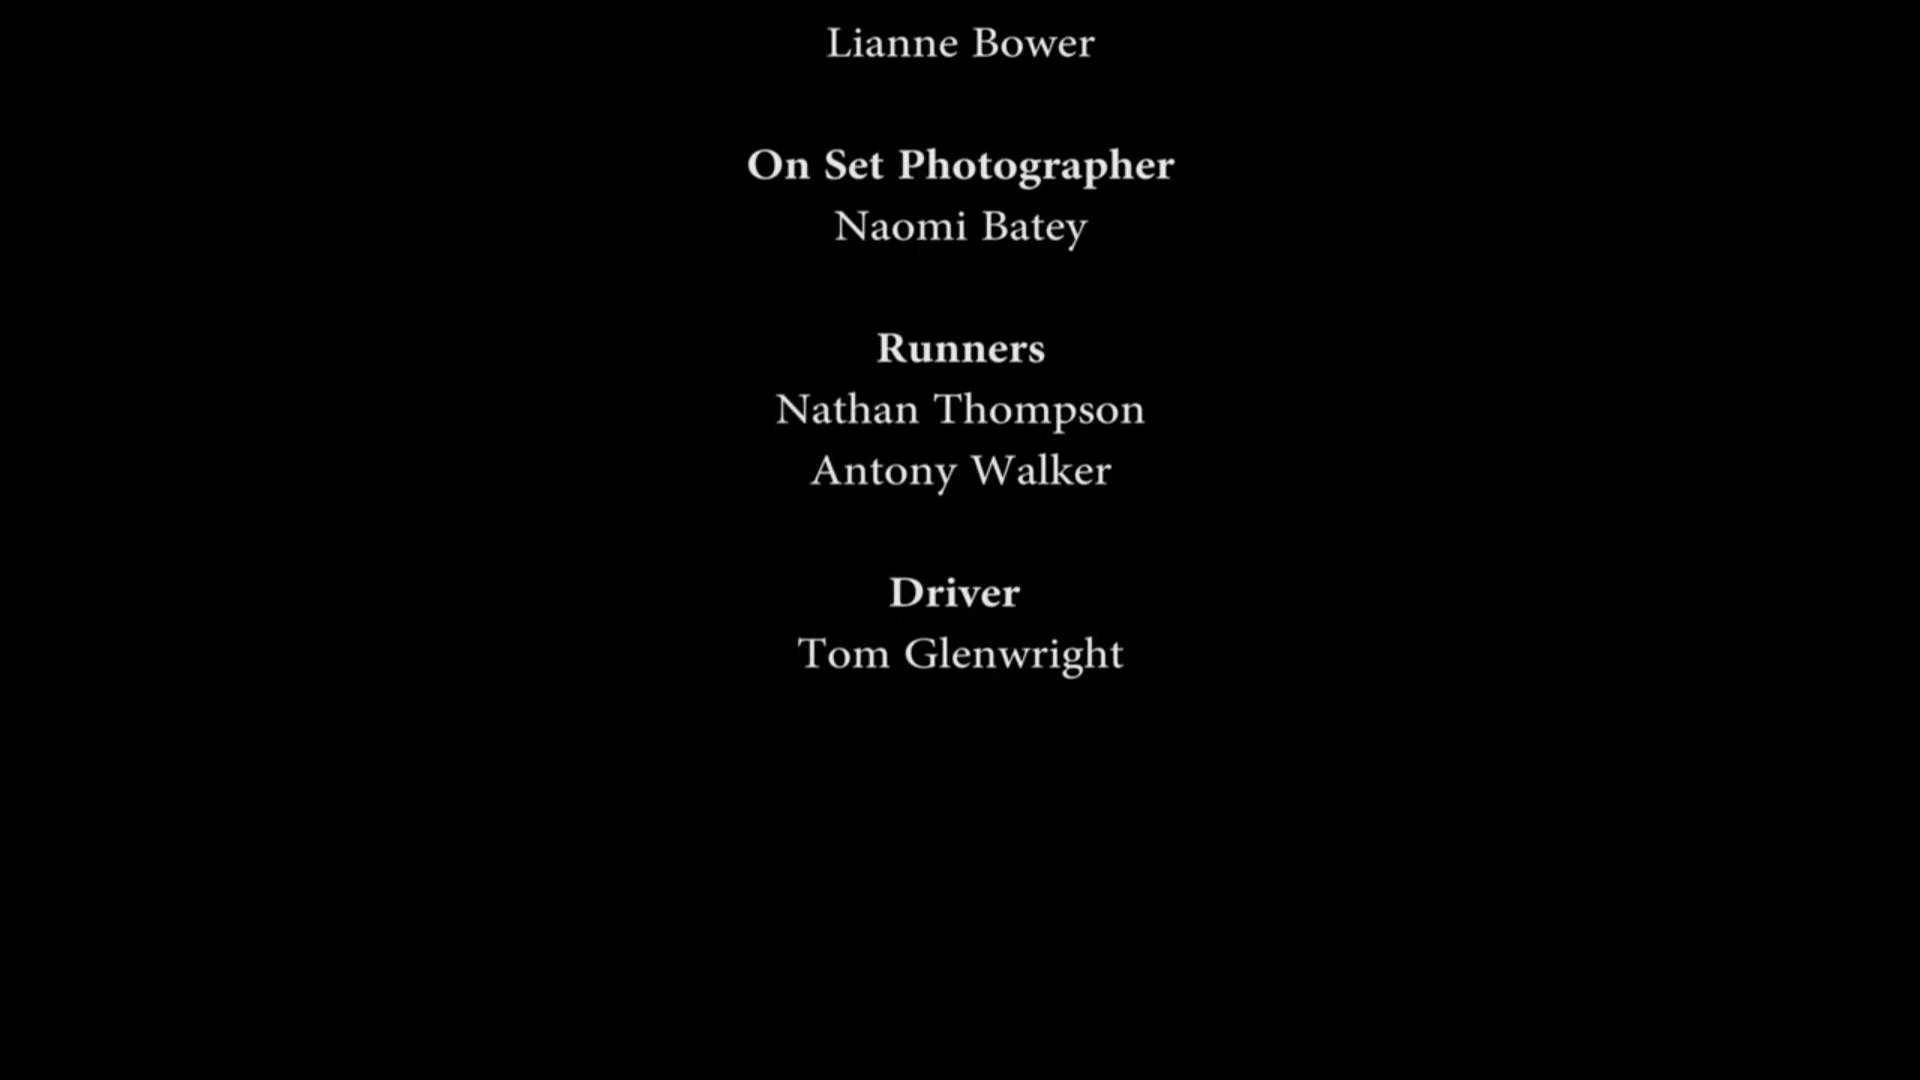 Lianne Bower
On Set Photographer
Naomi Batey
Runners
Nathan Thompson
Antony Walker
Driver
Tom Glenwright